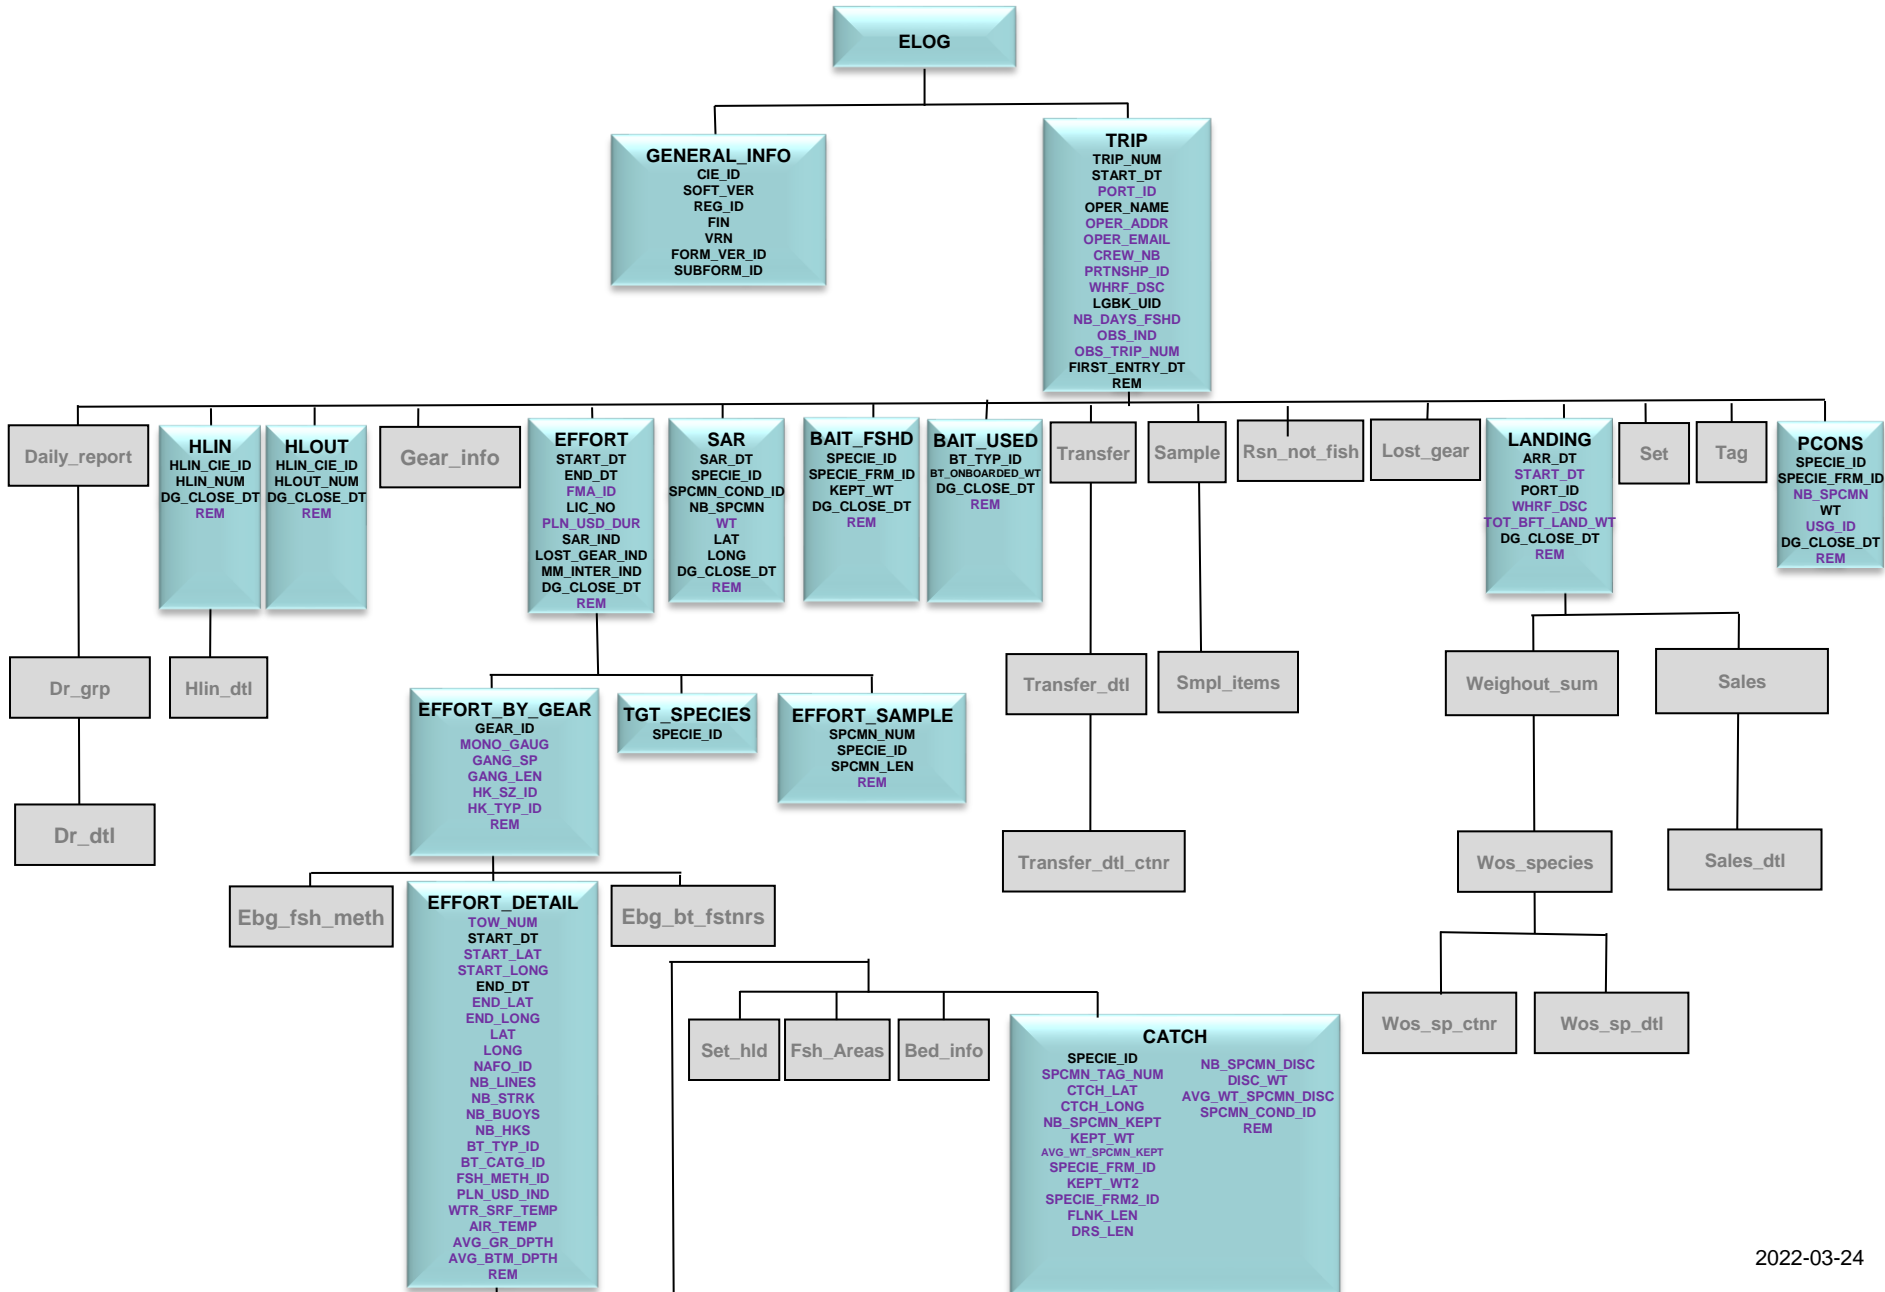 ELOG
GENERAL_INFO
CIE_ID
SOFT_VER
REG_ID
FIN
VRN
FORM_VER_ID
SUBFORM_ID
TRIP
TRIP_NUM
START_DT
PORT_ID
OPER_NAME
OPER_ADDR
OPER_EMAIL
CREW_NB
PRTNSHP_ID
WHRF_DSC
LGBK_UID
NB_DAYS_FSHD
OBS_IND
OBS_TRIP_NUM
FIRST_ENTRY_DT
REM
Daily_report
HLIN
HLIN_CIE_ID
HLIN_NUM
DG_CLOSE_DT
REM
HLOUT
HLIN_CIE_ID
HLOUT_NUM
DG_CLOSE_DT
REM
Gear_info
EFFORT
START_DT
END_DT
FMA_ID
LIC_NO
PLN_USD_DUR
SAR_IND
LOST_GEAR_IND
MM_INTER_IND
DG_CLOSE_DT
REM
SAR
SAR_DT
SPECIE_ID
SPCMN_COND_ID
NB_SPCMN
WT
LAT
LONG
DG_CLOSE_DT
REM
BAIT_FSHD
SPECIE_ID
SPECIE_FRM_ID
KEPT_WT
DG_CLOSE_DT
REM
BAIT_USED
BT_TYP_ID
BT_ONBOARDED_WT
DG_CLOSE_DT
REM
Transfer
Sample
Rsn_not_fish
Lost_gear
LANDING
ARR_DT
START_DT
PORT_ID
WHRF_DSC
TOT_BFT_LAND_WT
DG_CLOSE_DT
REM
Set
Tag
PCONS
SPECIE_ID
SPECIE_FRM_ID
NB_SPCMN
WT
USG_ID
DG_CLOSE_DT
REM
Dr_grp
Hlin_dtl
Transfer_dtl
Smpl_items
Weighout_sum
Sales
EFFORT_BY_GEAR
GEAR_ID
MONO_GAUG
GANG_SP
GANG_LEN
HK_SZ_ID
HK_TYP_ID
REM
TGT_SPECIES
SPECIE_ID
EFFORT_SAMPLE
SPCMN_NUM
SPECIE_ID
SPCMN_LEN
REM
Dr_dtl
Transfer_dtl_ctnr
Wos_species
Sales_dtl
Ebg_fsh_meth
EFFORT_DETAIL
TOW_NUM
START_DT
START_LAT
START_LONG
END_DT
END_LAT
END_LONG
LAT
LONG
NAFO_ID
NB_LINES
NB_STRK
NB_BUOYS
NB_HKS
BT_TYP_ID
BT_CATG_ID
FSH_METH_ID
PLN_USD_IND
WTR_SRF_TEMP
AIR_TEMP
AVG_GR_DPTH
AVG_BTM_DPTH
REM
Ebg_bt_fstnrs
Set_hld
Fsh_Areas
Bed_info
CATCH
SPECIE_ID
SPCMN_TAG_NUM
CTCH_LAT
CTCH_LONG
NB_SPCMN_KEPT
KEPT_WT
AVG_WT_SPCMN_KEPT
SPECIE_FRM_ID
KEPT_WT2
SPECIE_FRM2_ID
FLNK_LEN
DRS_LEN
NB_SPCMN_DISC
DISC_WT
AVG_WT_SPCMN_DISC
SPCMN_COND_ID
REM
Wos_sp_ctnr
Wos_sp_dtl
2022-03-24